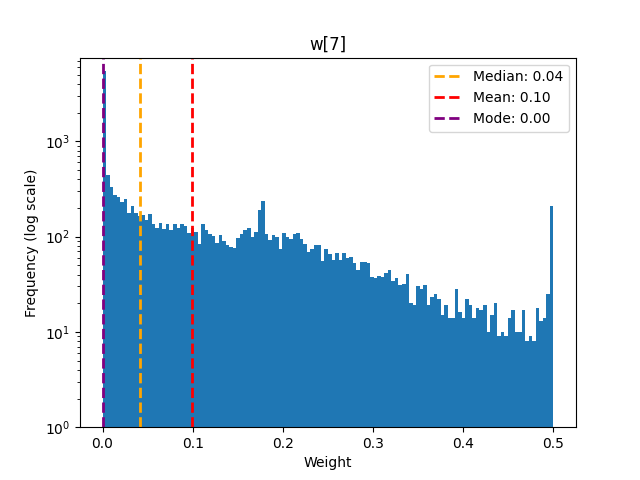 w[7]
Median: 0.04
Mean: 0.10
Mode: 0.00
Frequency (log scale)
10³
10²
10¹
10⁰
0.0 0.1 0.2 0.3 0.4 0.5
Weight